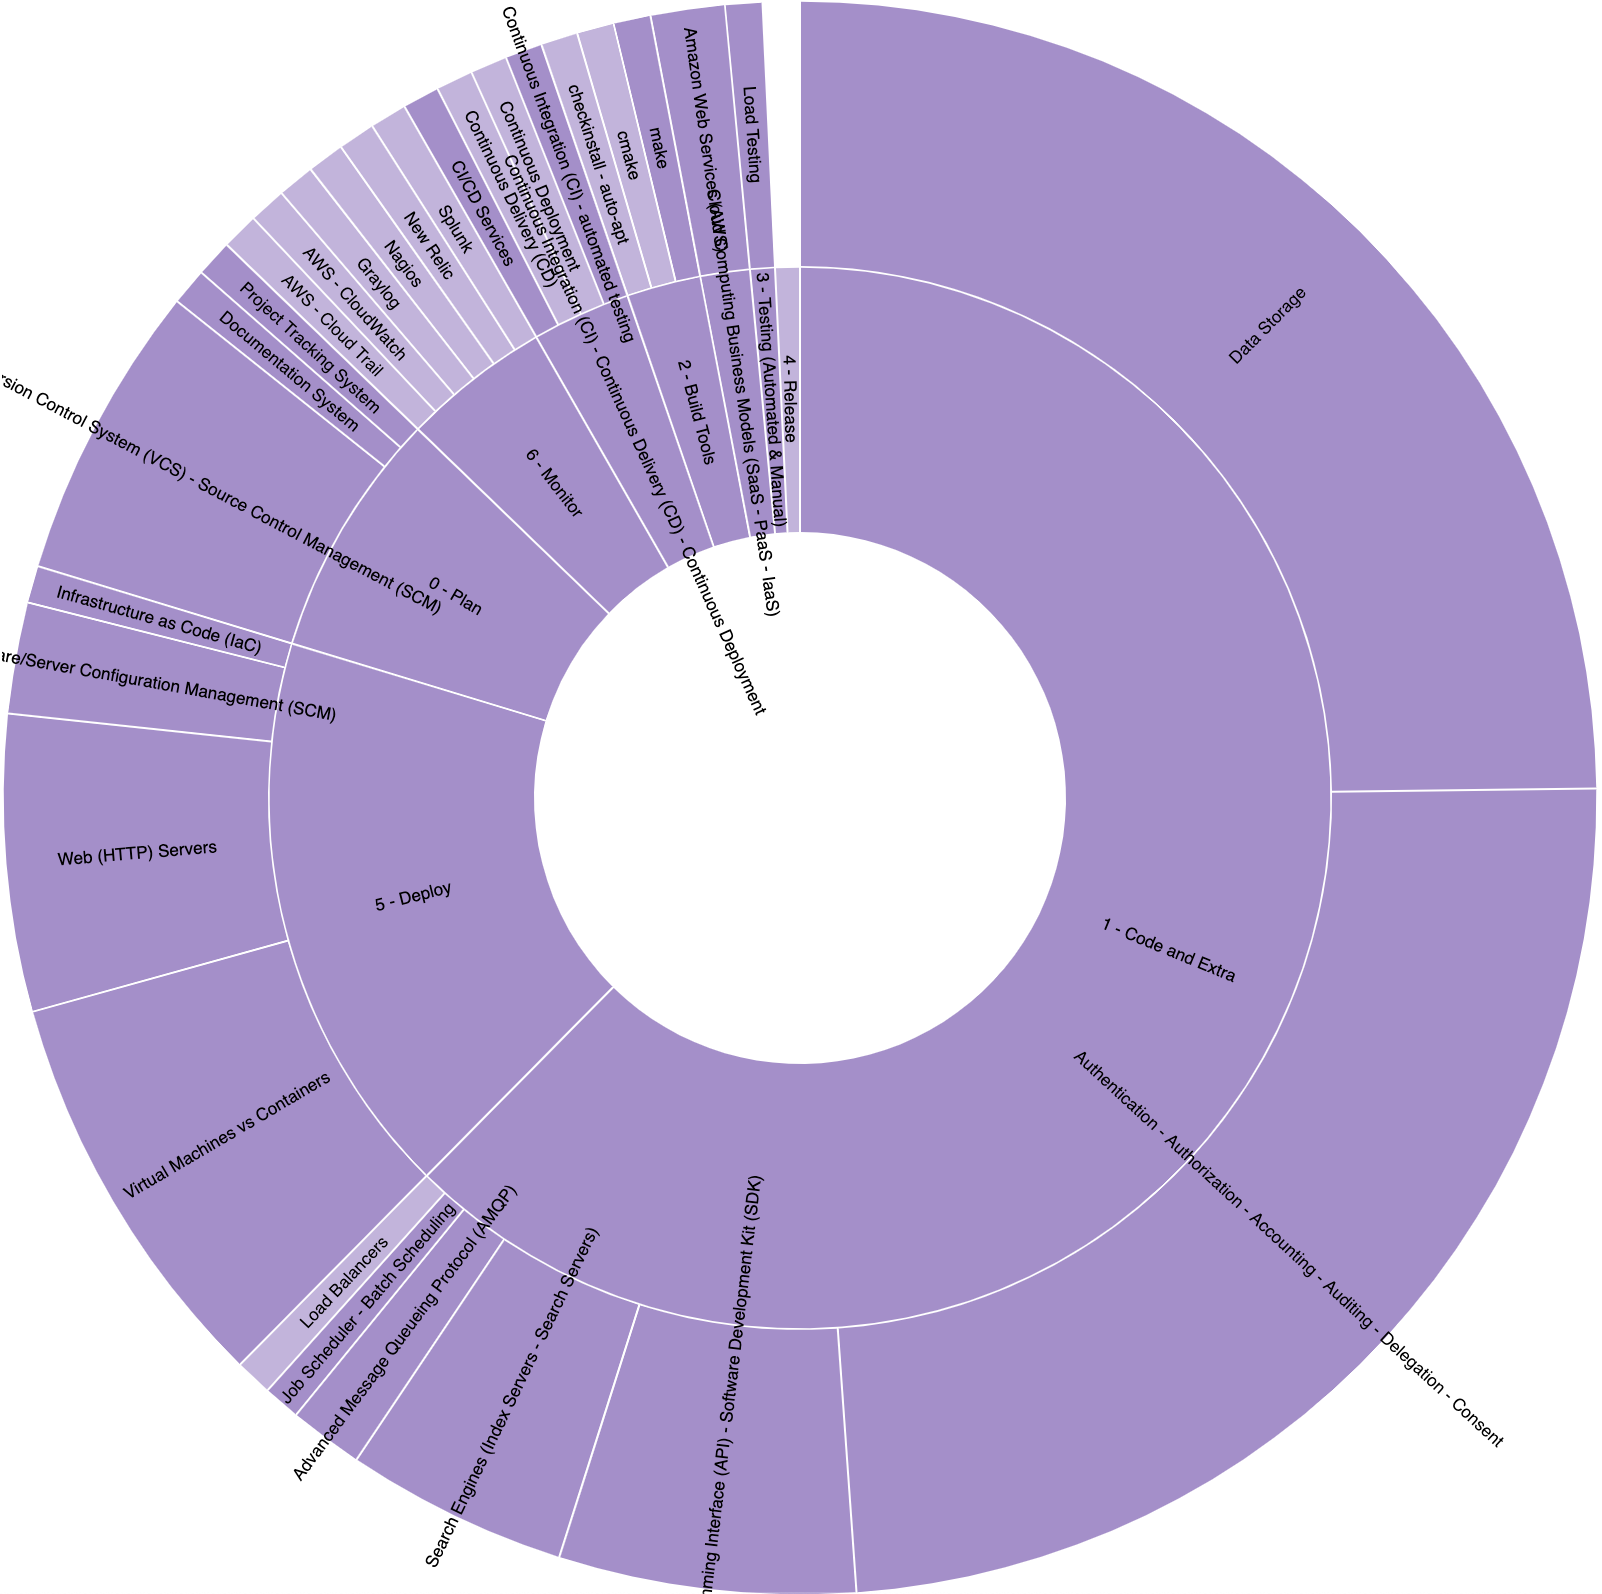 Data Storage
Authentication - Authorization - Accounting - Auditing - Delegation - Consent
Interface (API) - Software Development Kit (SDK)
Search Engines (Index Servers - Search Servers)
Advanced Message Queueing Protocol (AMQP)
Job Scheduler - Batch Scheduling
Load Balancers
Virtual Machines vs Containers
Web (HTTP) Servers
Configuration Management (SCM)
Infrastructure as Code (IaC)
Control System (VCS) - Source Control Management (SCM)
Documentation System
Project Tracking System
AWS - Cloud Trail
AWS - CloudWatch
Graylog
Nagios
New Relic
Splunk
CI/CD Services
Continuous Delivery (CD)
Continuous Deployment
Continuous Integration (CI) - automated testing
checkinstall - auto-apt
cmake
make
Amazon Web Services (AWS)
Load Testing
1 - Code and Extra
5 - Deploy
0 - Plan
6 - Monitor
Continuous Integration (CI) - Continuous Delivery (CD) - Continuous Deployment
2 - Build Tools
Cloud Computing Business Models (SaaS - PaaS - IaaS)
3 - Testing (Automated & Manual)
4 - Release